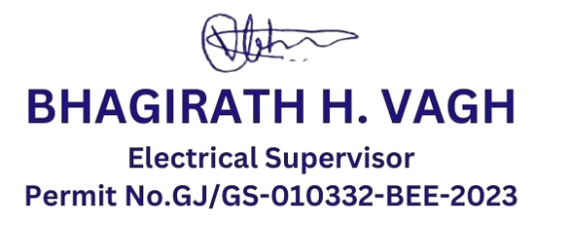 BHAGIRATH H. VAGH
Electrical Supervisor
Permit No.GJ/GS-010332-BEE-2023